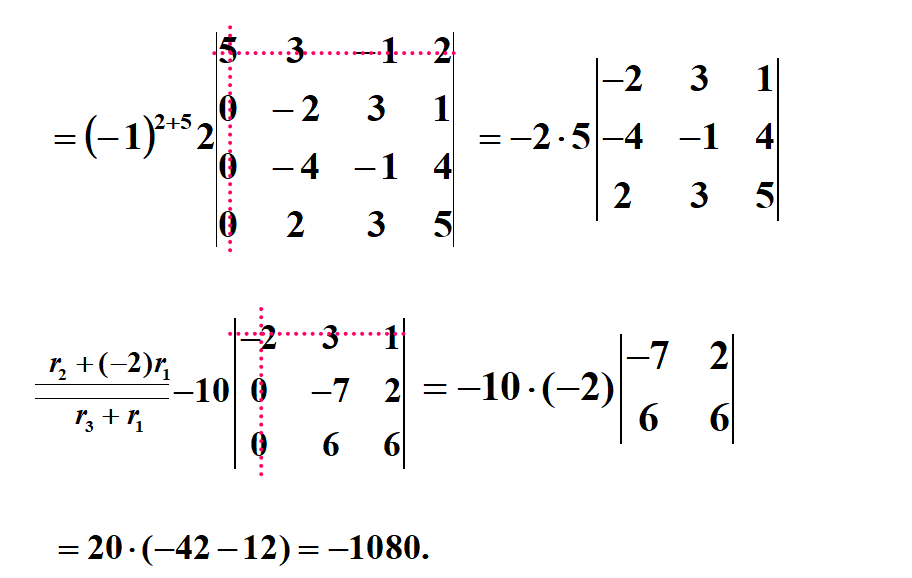 = (−1)^{2+5} 2 |5 3 −1 2; 0 −2 3 1; 0 −4 −1 4; 0 2 3 5| = −2·5 |−2 3 1; −4 −1 4; 2 3 5|
\frac{r_2 + (−2)r_1}{r_3 + r_1} −10 |−2 3 1; 0 −7 2; 0 6 6| = −10·(−2) |−7 2; 6 6|
= 20·(−42−12) = −1080.